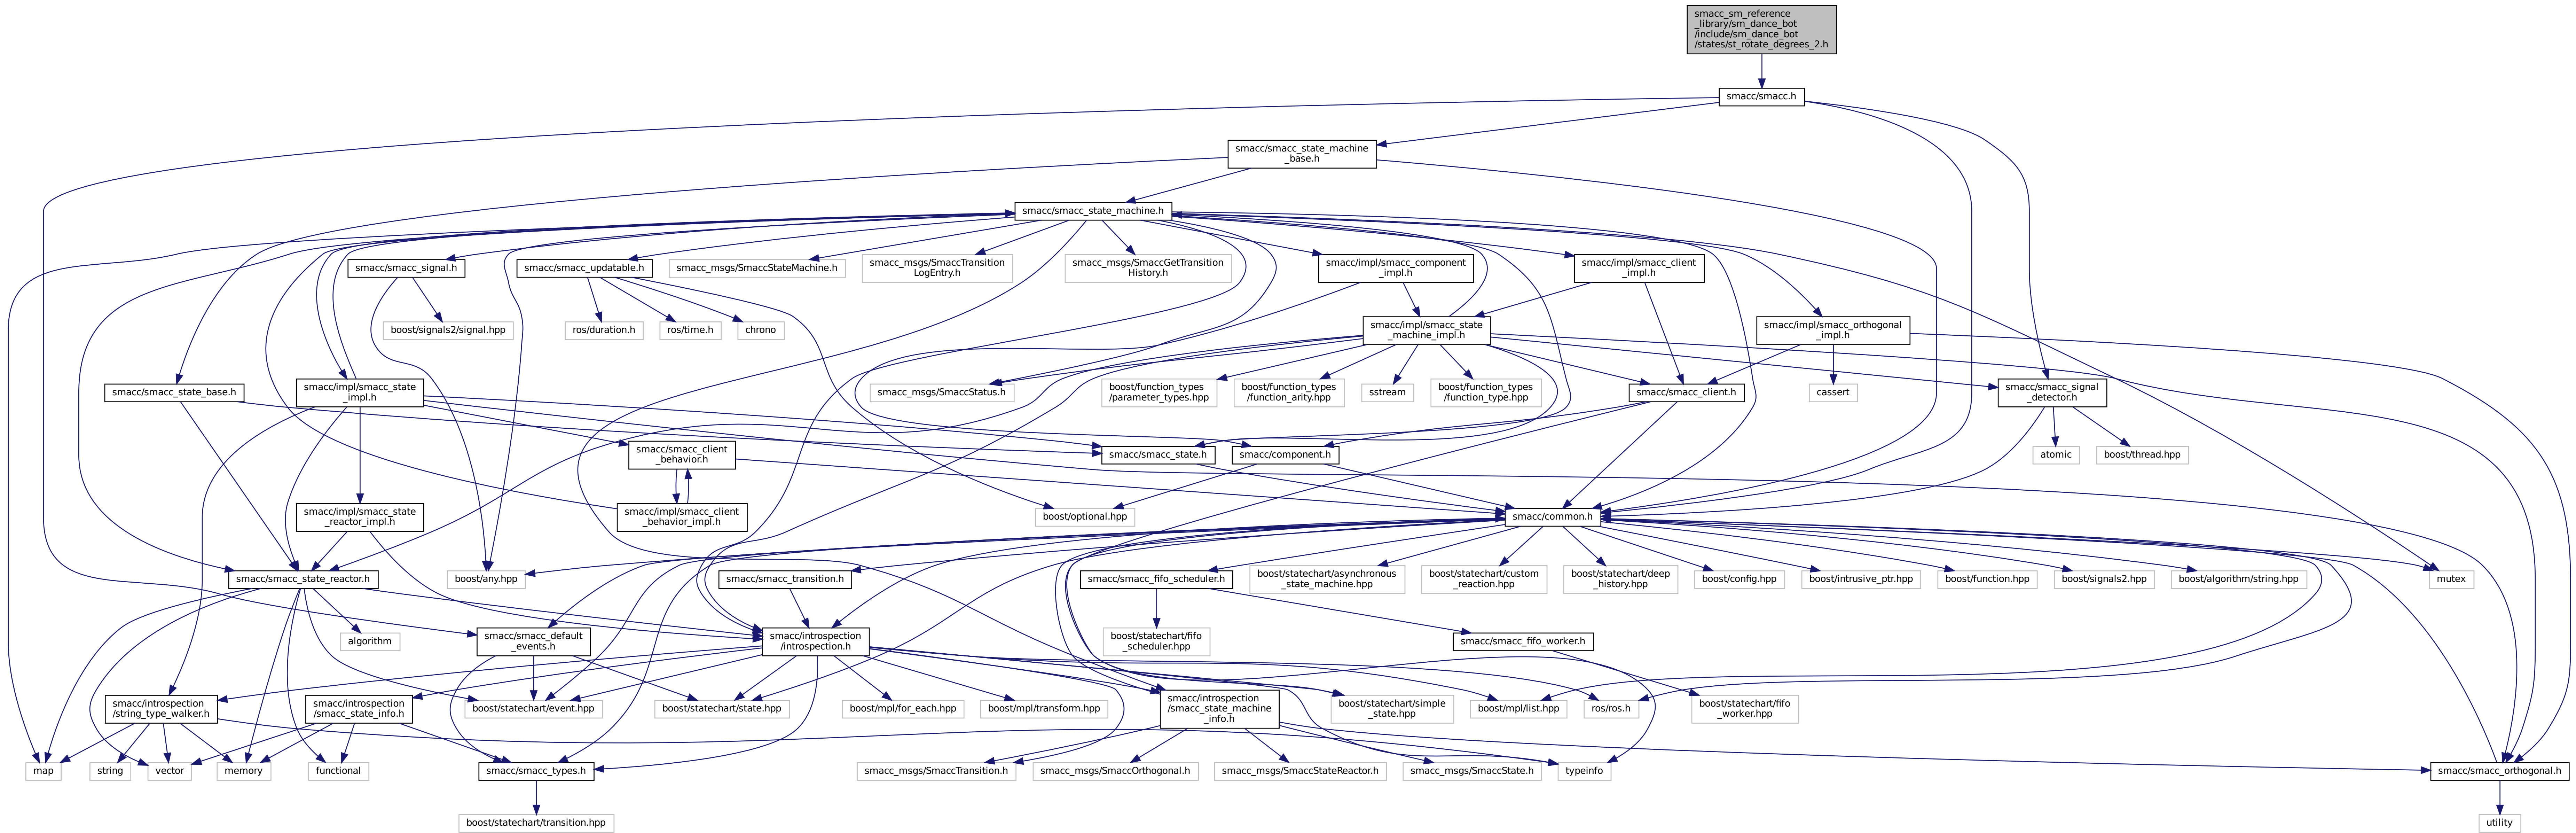 smacc_sm_reference
_library/sm_dance_bot
/include/sm_dance_bot
/states/st_rotate_degrees_2.h
smacc/smacc.h
smacc/smacc_state_machine
_base.h
smacc/smacc_state_machine.h
smacc/smacc_signal.h
smacc/smacc_updatable.h
smacc_msgs/SmaccStateMachine.h
smacc_msgs/SmaccTransition
LogEntry.h
smacc_msgs/SmaccGetTransition
History.h
smacc/impl/smacc_component
_impl.h
smacc/impl/smacc_client
_impl.h
boost/signals2/signal.hpp
ros/duration.h
ros/time.h
chrono
smacc/impl/smacc_state
_machine_impl.h
smacc/impl/smacc_orthogonal
_impl.h
smacc/smacc_state_base.h
smacc/impl/smacc_state
_impl.h
smacc_msgs/SmaccStatus.h
boost/function_types
/parameter_types.hpp
boost/function_types
/function_arity.hpp
sstream
boost/function_types
/function_type.hpp
smacc/smacc_client.h
cassert
smacc/smacc_signal
_detector.h
smacc/smacc_client
_behavior.h
smacc/smacc_state.h
smacc/component.h
atomic
boost/thread.hpp
smacc/impl/smacc_state
_reactor_impl.h
smacc/impl/smacc_client
_behavior_impl.h
boost/optional.hpp
smacc/common.h
smacc/smacc_state_reactor.h
boost/any.hpp
smacc/smacc_transition.h
smacc/smacc_fifo_scheduler.h
boost/statechart/asynchronous
_state_machine.hpp
boost/statechart/custom
_reaction.hpp
boost/statechart/deep
_history.hpp
boost/config.hpp
boost/intrusive_ptr.hpp
boost/function.hpp
boost/signals2.hpp
boost/algorithm/string.hpp
mutex
algorithm
smacc/smacc_default
_events.h
smacc/introspection
/introspection.h
boost/statechart/fifo
_scheduler.hpp
smacc/smacc_fifo_worker.h
smacc/introspection
/string_type_walker.h
smacc/introspection
/smacc_state_info.h
boost/statechart/event.hpp
boost/statechart/state.hpp
boost/mpl/for_each.hpp
boost/mpl/transform.hpp
smacc/introspection
/smacc_state_machine
_info.h
boost/statechart/simple
_state.hpp
boost/mpl/list.hpp
ros/ros.h
boost/statechart/fifo
_worker.hpp
map
string
vector
memory
functional
smacc/smacc_types.h
smacc_msgs/SmaccTransition.h
smacc_msgs/SmaccOrthogonal.h
smacc_msgs/SmaccStateReactor.h
smacc_msgs/SmaccState.h
typeinfo
smacc/smacc_orthogonal.h
boost/statechart/transition.hpp
utility